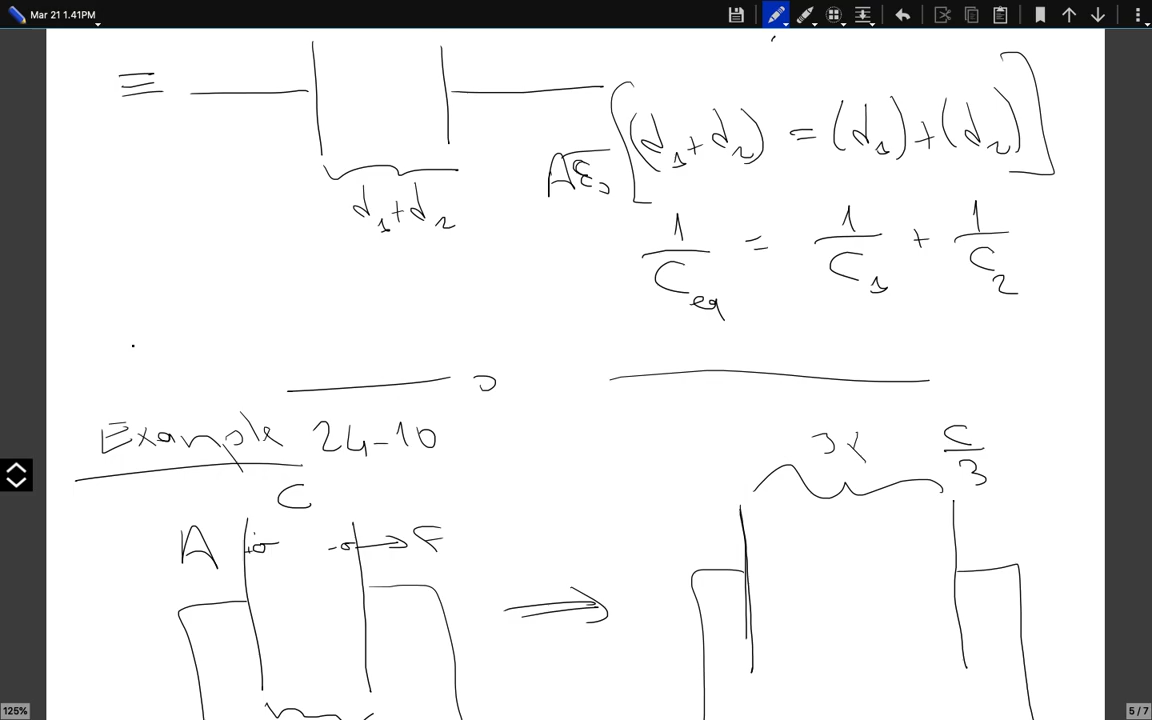 Mar 21 1.41PM
≡
Aε₀ [(d₁+d₂) = (d₁)+(d₂)]
d₁+d₂
1/C_eq = 1/C₁ + 1/C₂
Example 24-10
3x C/3
C
A +σ -σ → F
125%
5 / 7